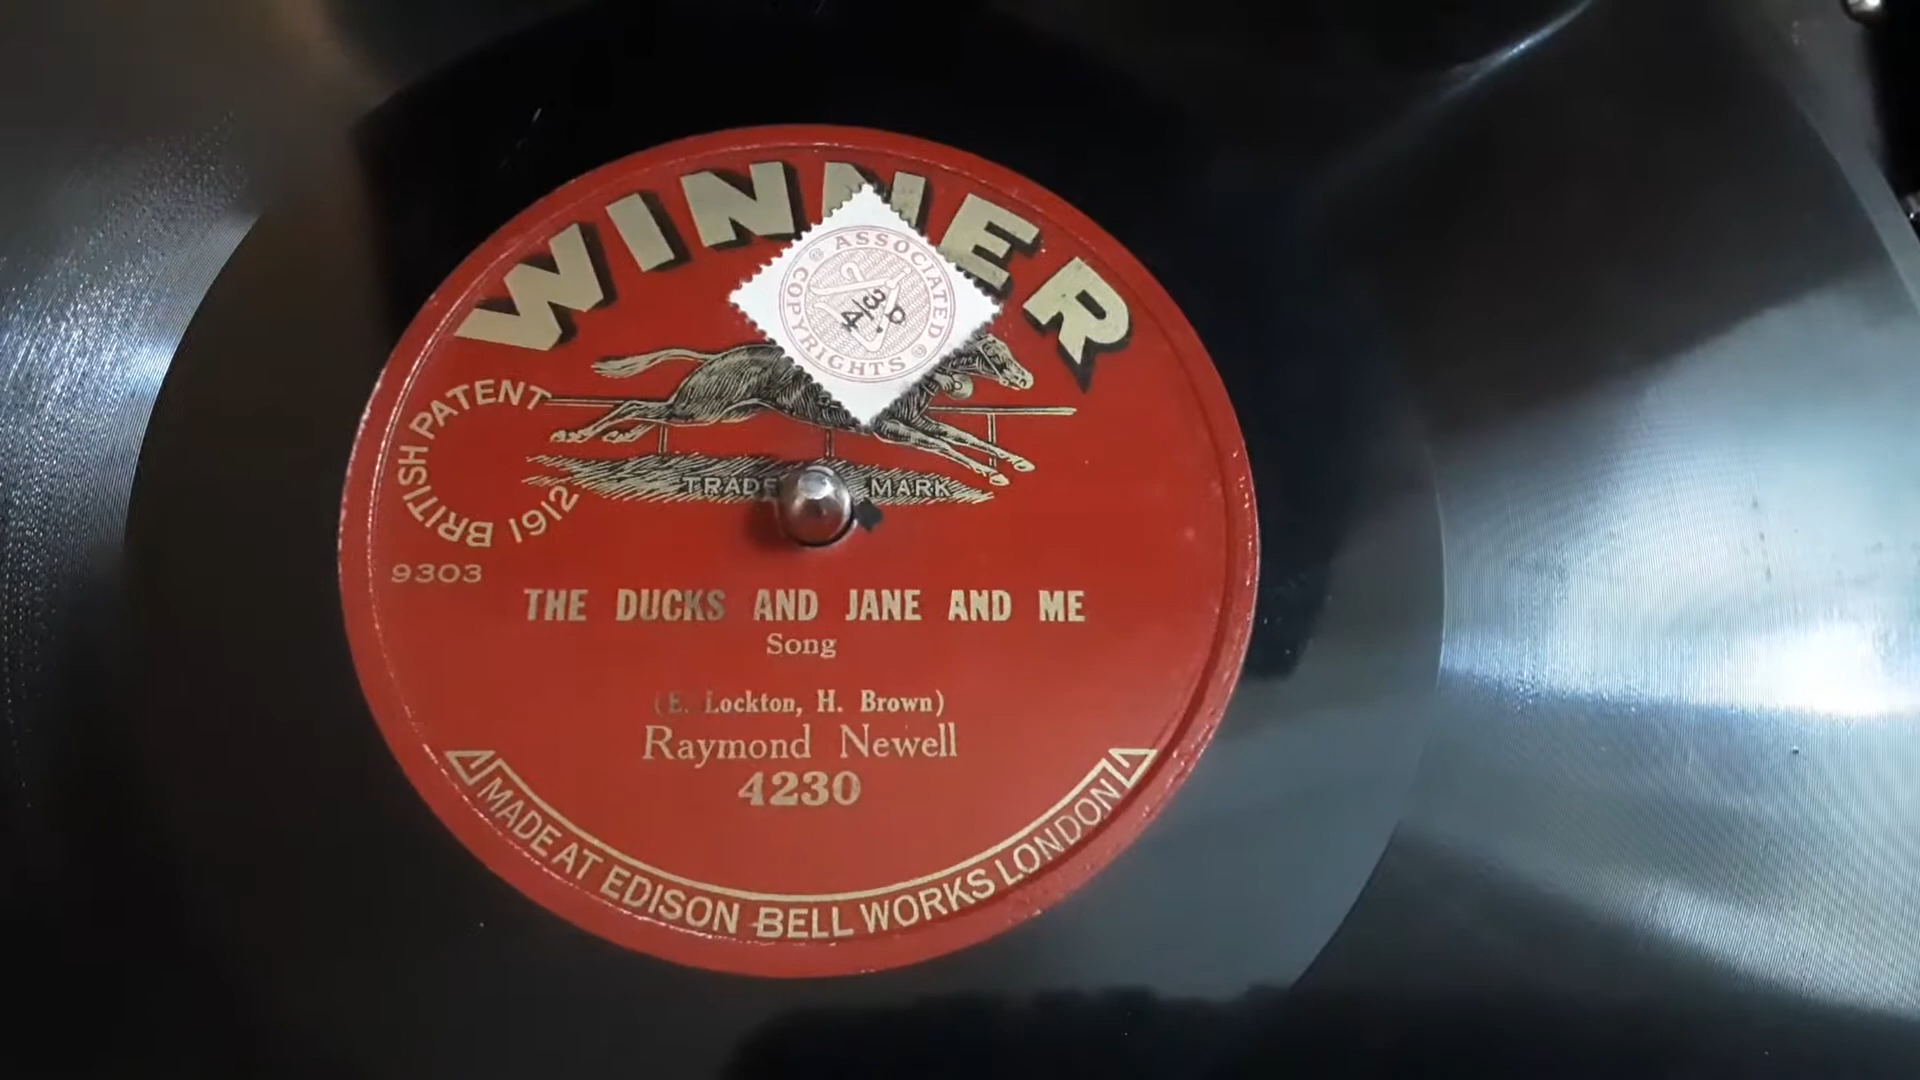 WINNER
ASSOCIATED
COPYRIGHTS
BRITISH PATENT 1912
9303
TRADE MARK
THE DUCKS AND JANE AND ME
Song
(E. Lockton, H. Brown)
Raymond Newell
4230
MADE AT EDISON BELL WORKS LONDON